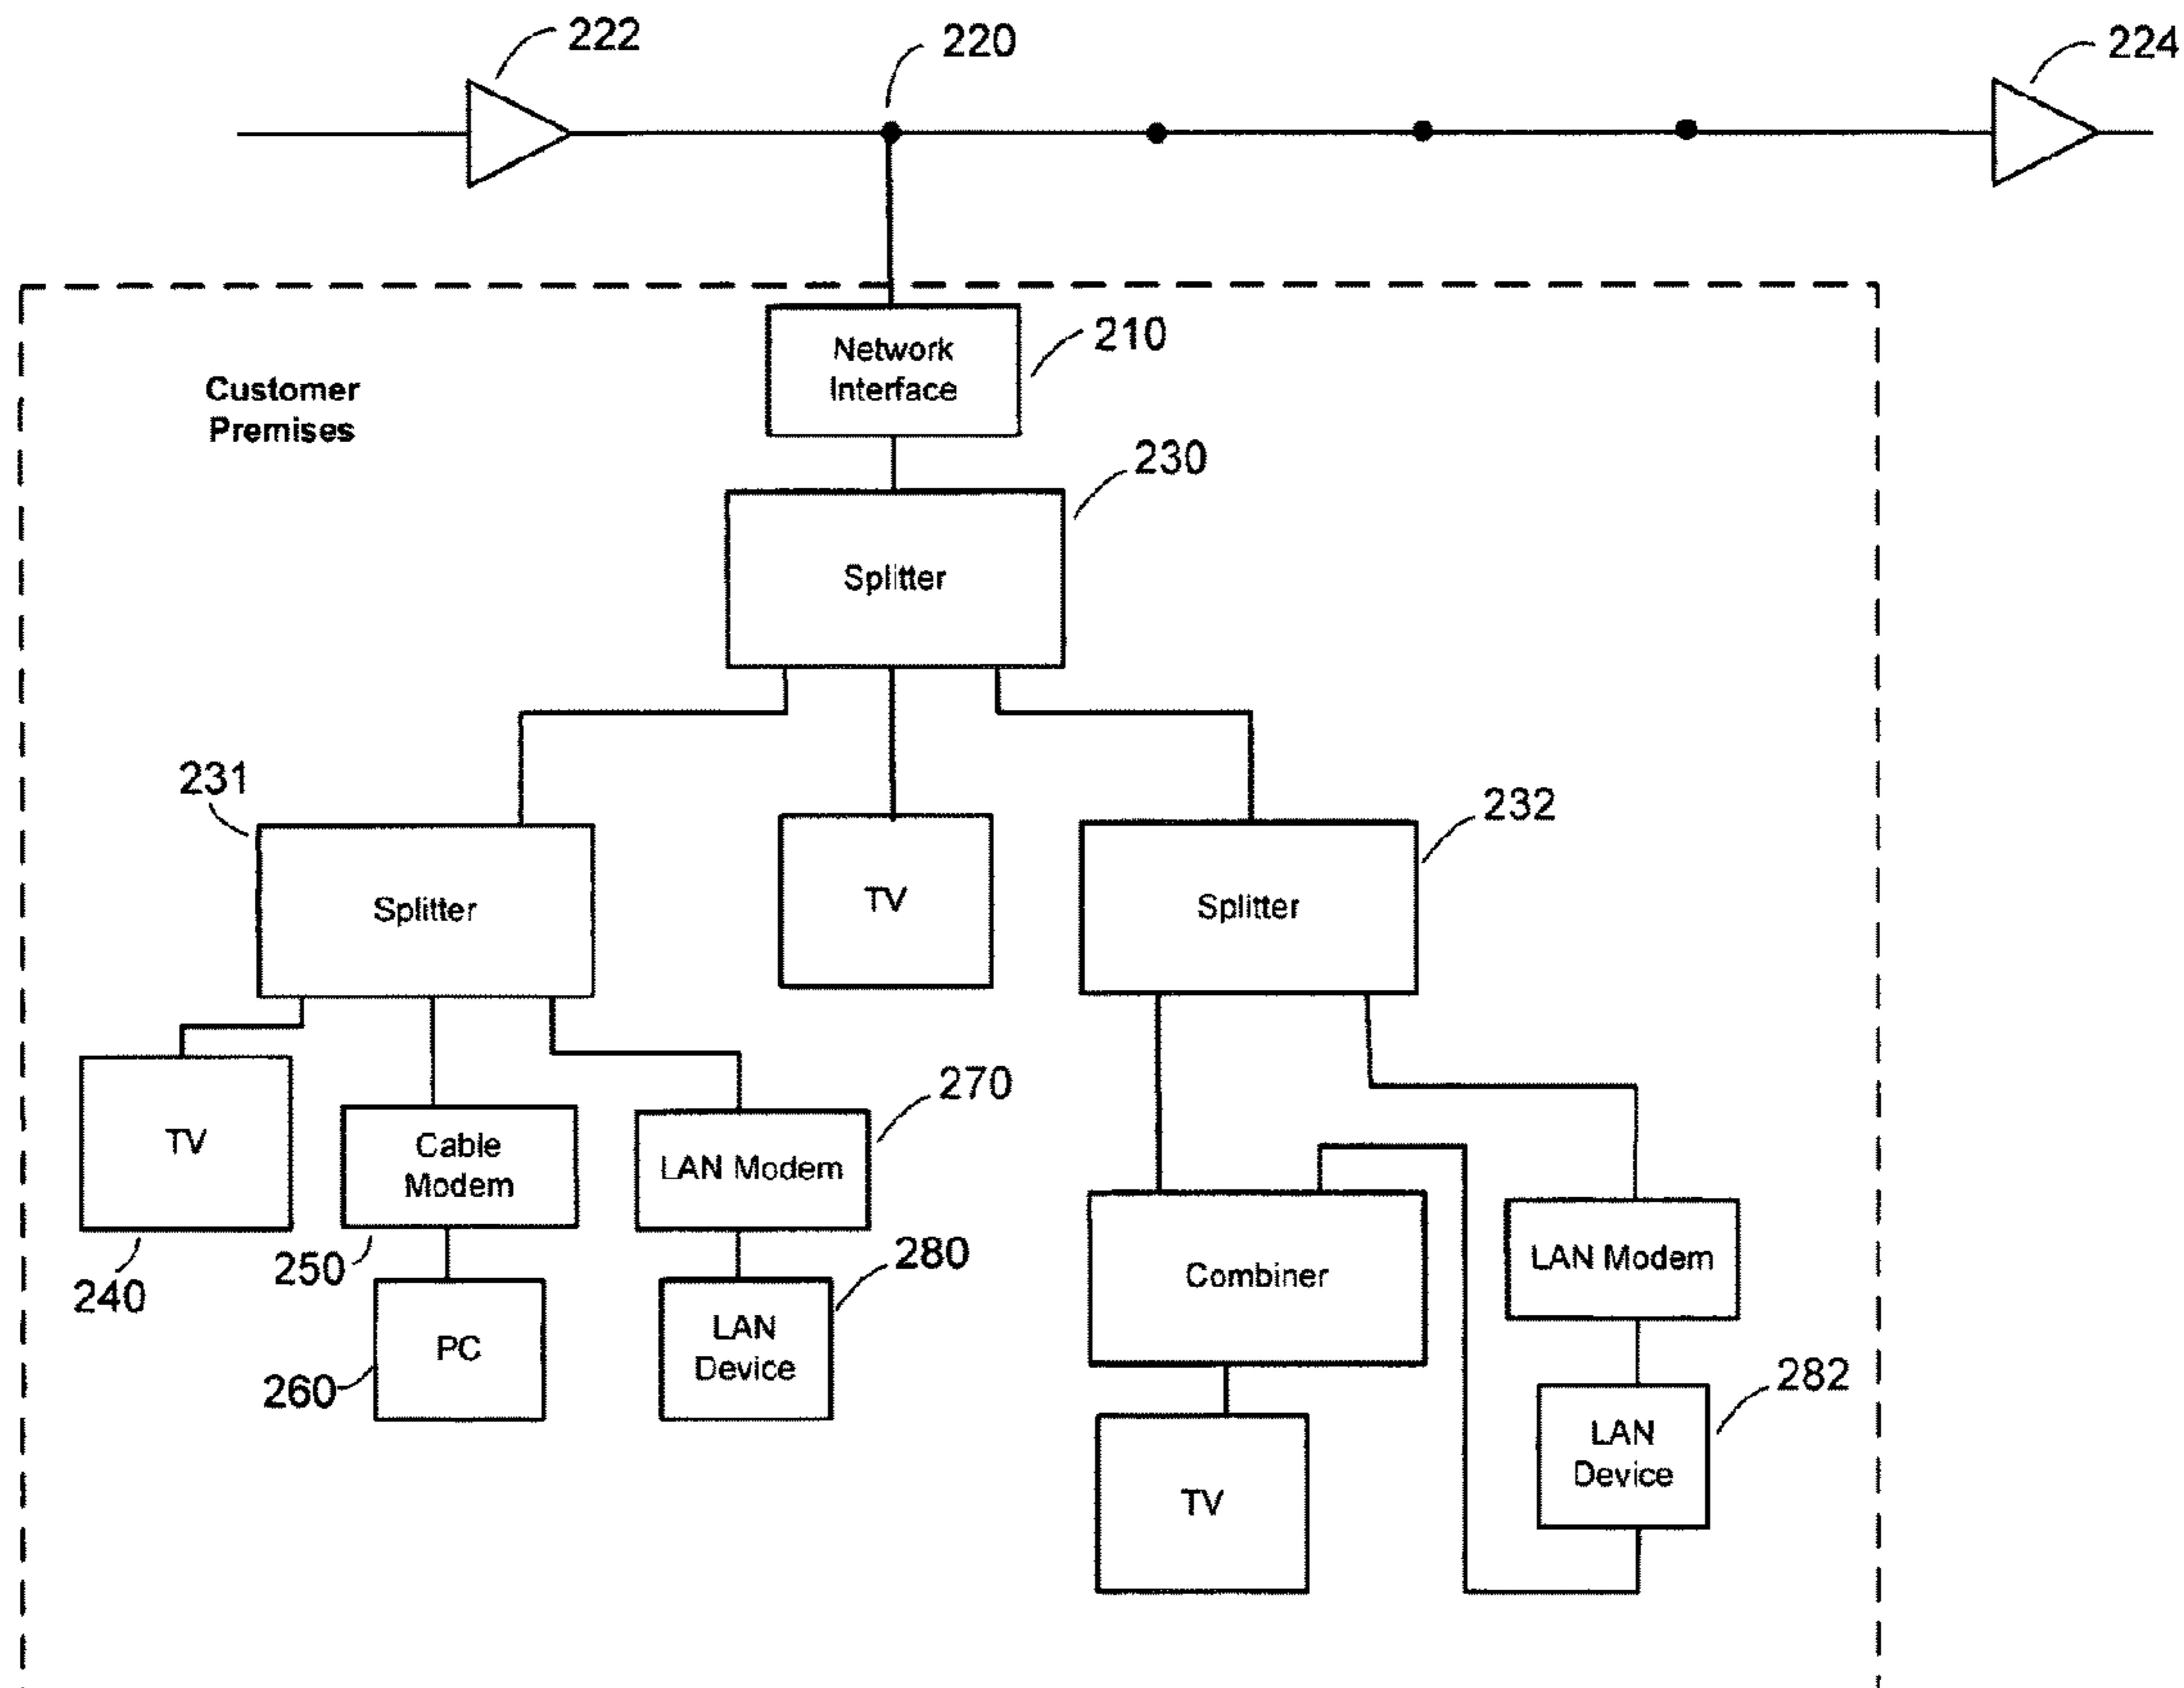 222
220
224
Network
Interface
210
Customer
Premises
230
Splitter
231
Splitter
TV
232
Splitter
TV
240
Cable
Modem
250
270
LAN Modem
PC
260
280
LAN
Device
Combiner
LAN Modem
282
LAN
Device
TV